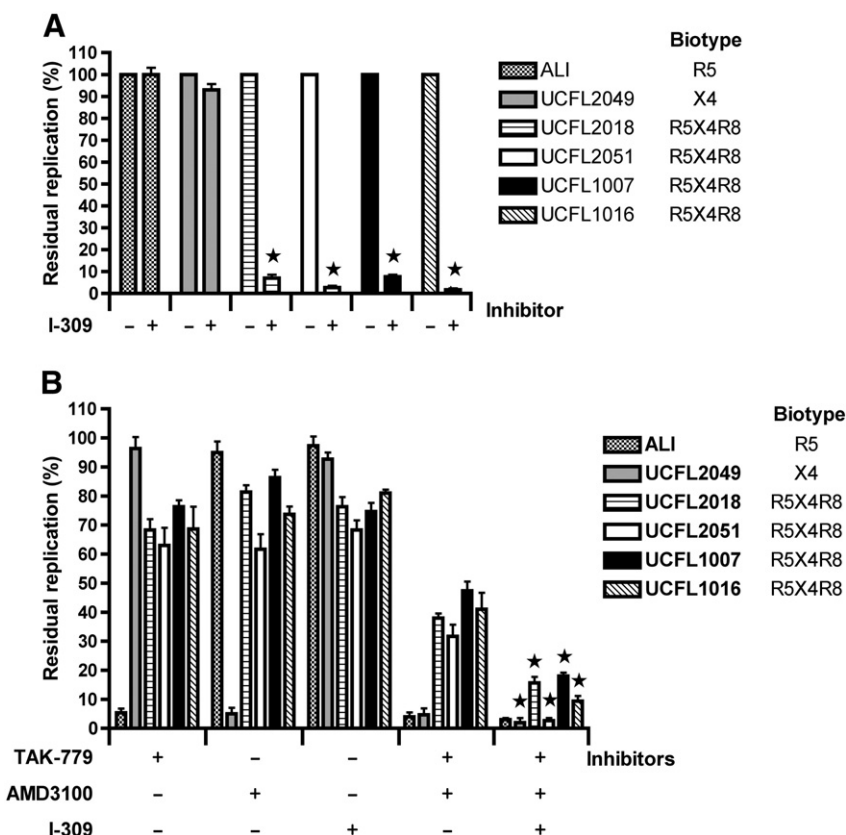 A
Biotype
ALI R5
UCFL2049 X4
UCFL2018 R5X4R8
UCFL2051 R5X4R8
UCFL1007 R5X4R8
UCFL1016 R5X4R8
Residual replication (%)
110
100
90
80
70
60
50
40
30
20
10
0
★ ★ ★ ★
Inhibitor
I-309 – + – + – + – + – + – +
B
Biotype
ALI R5
UCFL2049 X4
UCFL2018 R5X4R8
UCFL2051 R5X4R8
UCFL1007 R5X4R8
UCFL1016 R5X4R8
Residual replication (%)
110
100
90
80
70
60
50
40
30
20
10
0
★ ★ ★ ★ ★
TAK-779 + – – + + Inhibitors
AMD3100 – + – + +
I-309 – – + – +